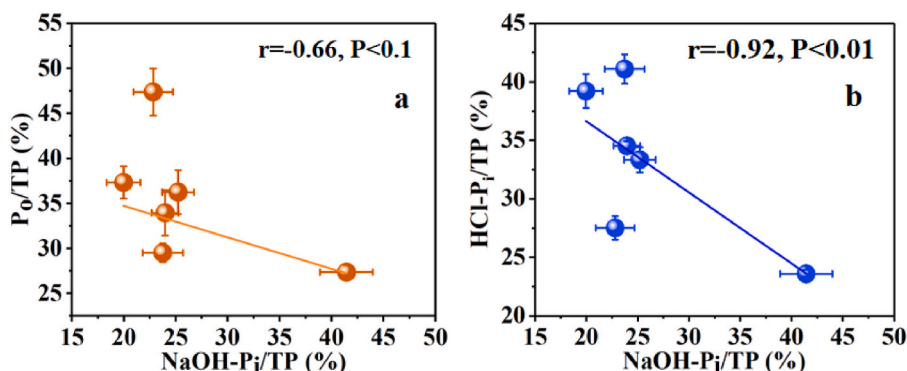 r=-0.66, P<0.1
a
Po/TP (%)
55
50
45
40
35
30
25
15 20 25 30 35 40 45 50
NaOH-Pi/TP (%)
r=-0.92, P<0.01
b
HCl-Pi/TP (%)
45
40
35
30
25
20
15 20 25 30 35 40 45 50
NaOH-Pi/TP (%)